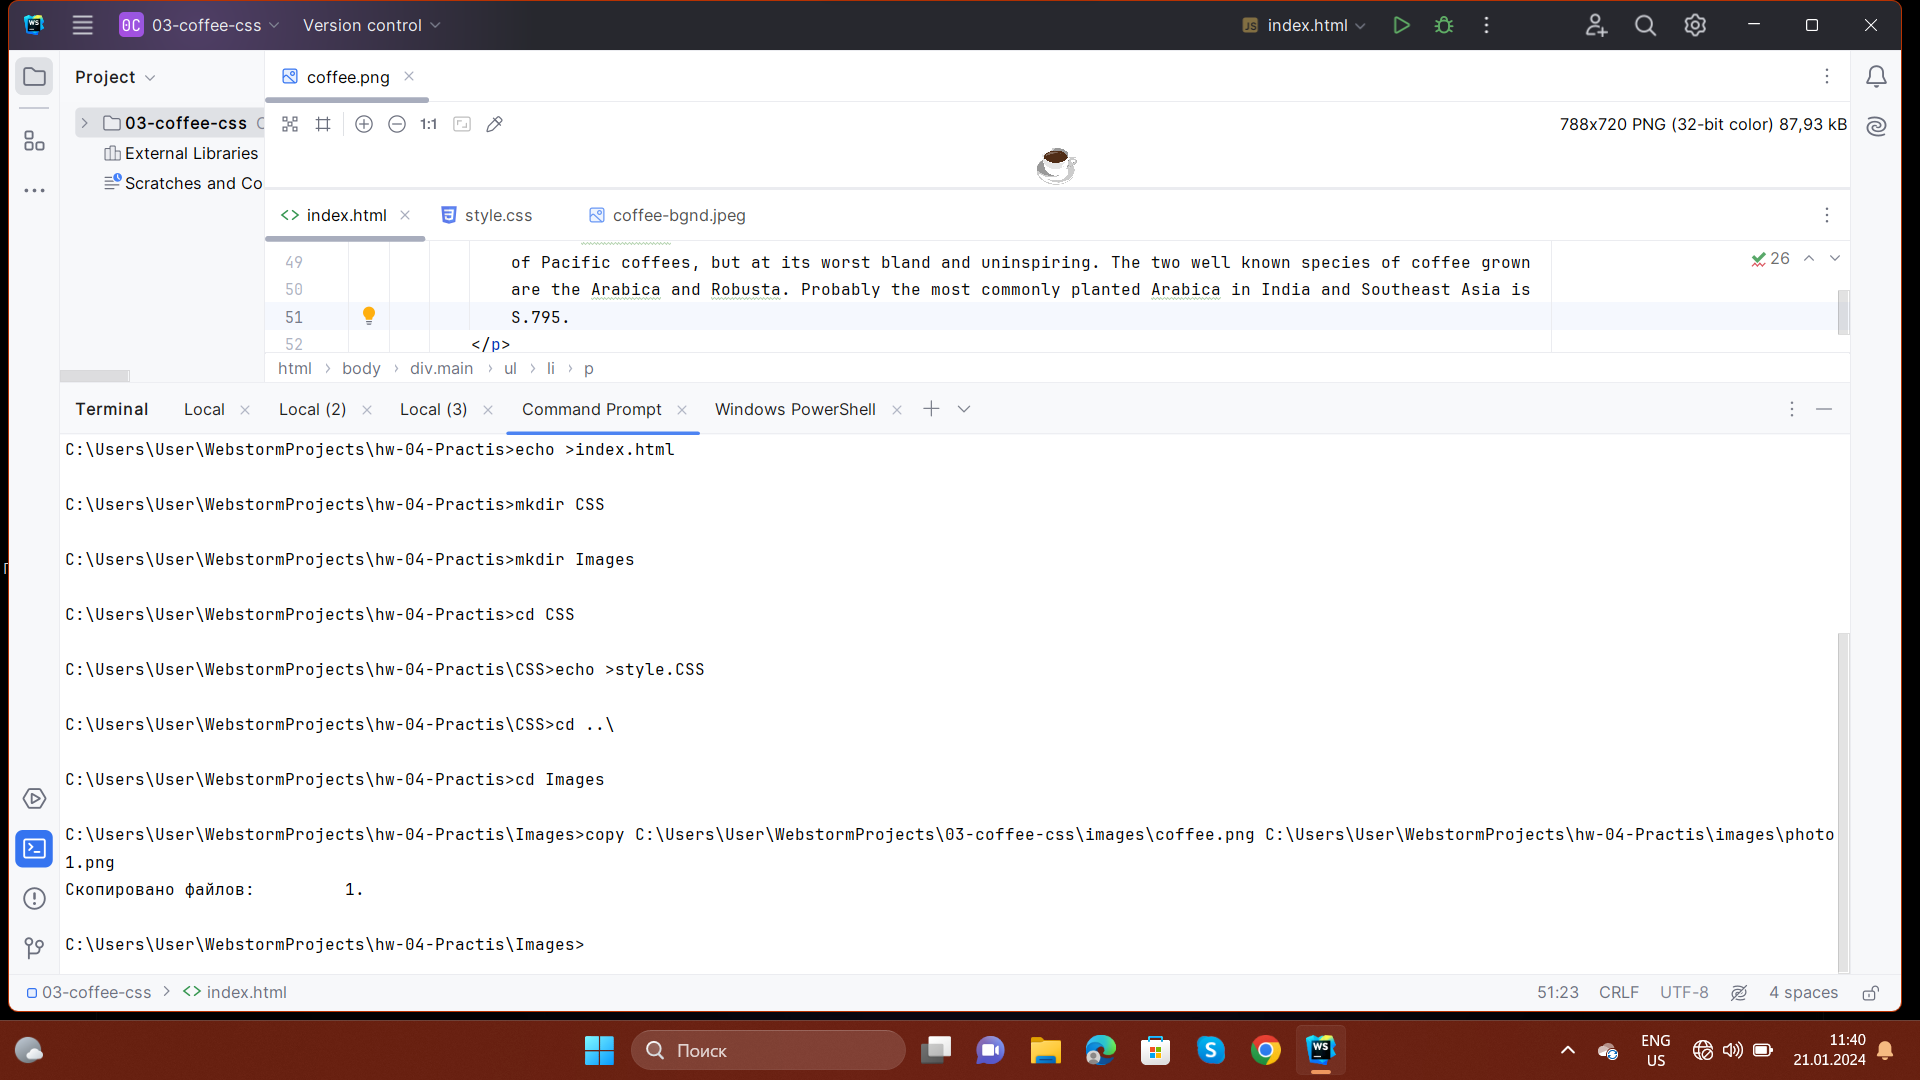 WS
0C 03-coffee-css Version control JS index.html
Project coffee.png
03-coffee-css
1:1 788x720 PNG (32-bit color) 87,93 kB
External Libraries
Scratches and Co
index.html style.css coffee-bgnd.jpeg
49 of Pacific coffees, but at its worst bland and uninspiring. The two well known species of coffee grown
26
50 are the Arabica and Robusta. Probably the most commonly planted Arabica in India and Southeast Asia is
51 S.795.
52 </p>
html › body › div.main › ul › li › p
Terminal Local Local (2) Local (3) Command Prompt Windows PowerShell
C:\Users\User\WebstormProjects\hw-04-Practis>echo >index.html
C:\Users\User\WebstormProjects\hw-04-Practis>mkdir CSS
C:\Users\User\WebstormProjects\hw-04-Practis>mkdir Images
C:\Users\User\WebstormProjects\hw-04-Practis>cd CSS
C:\Users\User\WebstormProjects\hw-04-Practis\CSS>echo >style.CSS
C:\Users\User\WebstormProjects\hw-04-Practis\CSS>cd ..\
C:\Users\User\WebstormProjects\hw-04-Practis>cd Images
C:\Users\User\WebstormProjects\hw-04-Practis\Images>copy C:\Users\User\WebstormProjects\03-coffee-css\images\coffee.png C:\Users\User\WebstormProjects\hw-04-Practis\images\photo
1.png
Скопировано файлов: 1.
C:\Users\User\WebstormProjects\hw-04-Practis\Images>
03-coffee-css > <> index.html 51:23 CRLF UTF-8 4 spaces
Поиск S WS ENG 11:40
US 21.01.2024